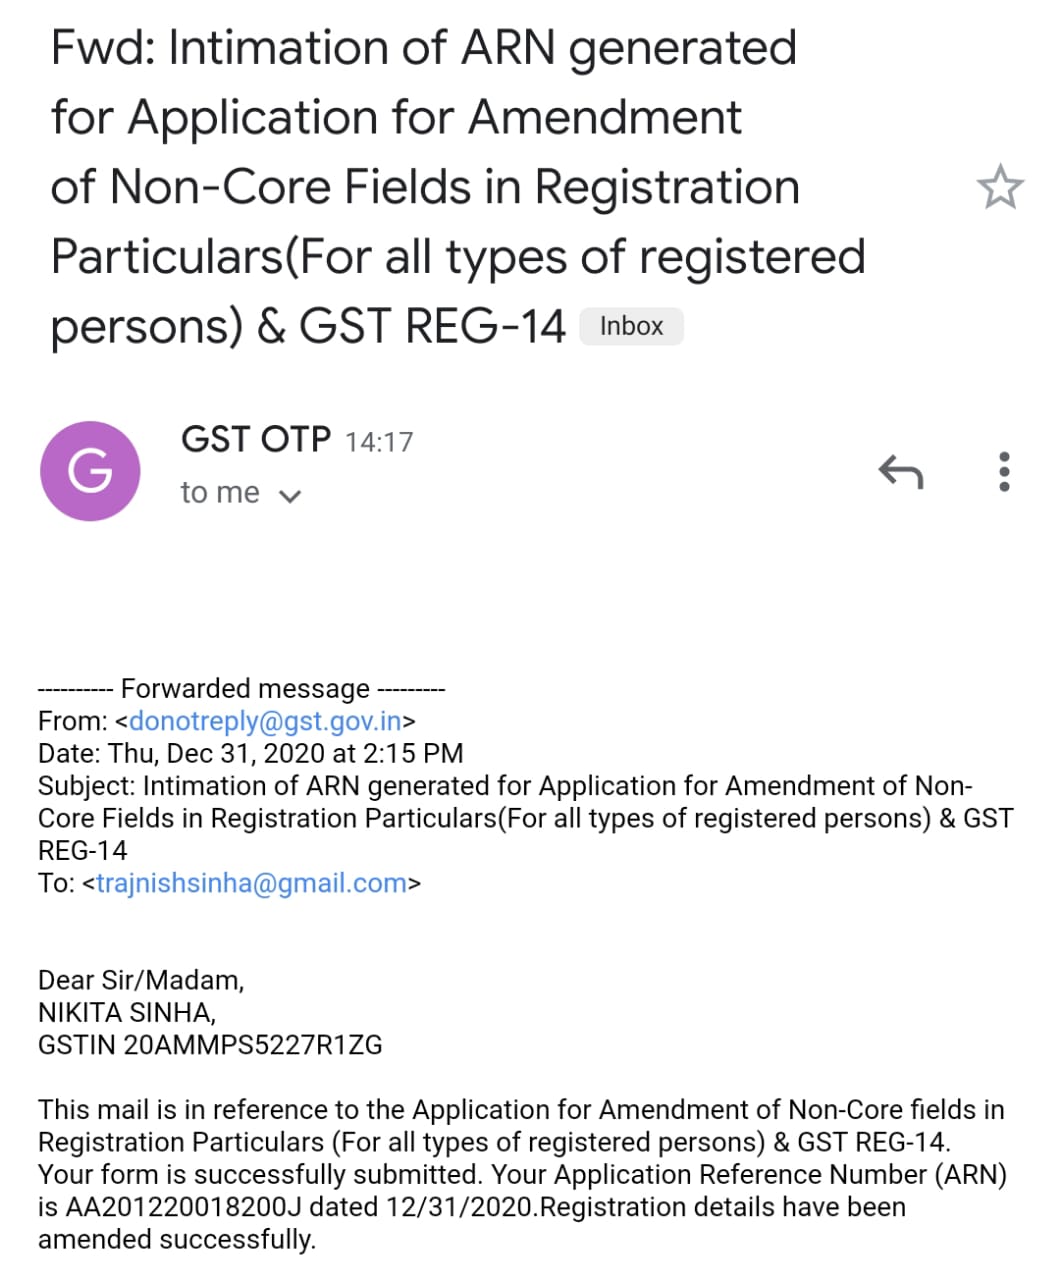 Fwd: Intimation of ARN generated
for Application for Amendment
of Non-Core Fields in Registration
Particulars(For all types of registered
persons) & GST REG-14 Inbox
G
GST OTP 14:17
to me
---------- Forwarded message ---------
From: <donotreply@gst.gov.in>
Date: Thu, Dec 31, 2020 at 2:15 PM
Subject: Intimation of ARN generated for Application for Amendment of Non-
Core Fields in Registration Particulars(For all types of registered persons) & GST
REG-14
To: <trajnishsinha@gmail.com>
Dear Sir/Madam,
NIKITA SINHA,
GSTIN 20AMMPS5227R1ZG
This mail is in reference to the Application for Amendment of Non-Core fields in
Registration Particulars (For all types of registered persons) & GST REG-14.
Your form is successfully submitted. Your Application Reference Number (ARN)
is AA201220018200J dated 12/31/2020.Registration details have been
amended successfully.